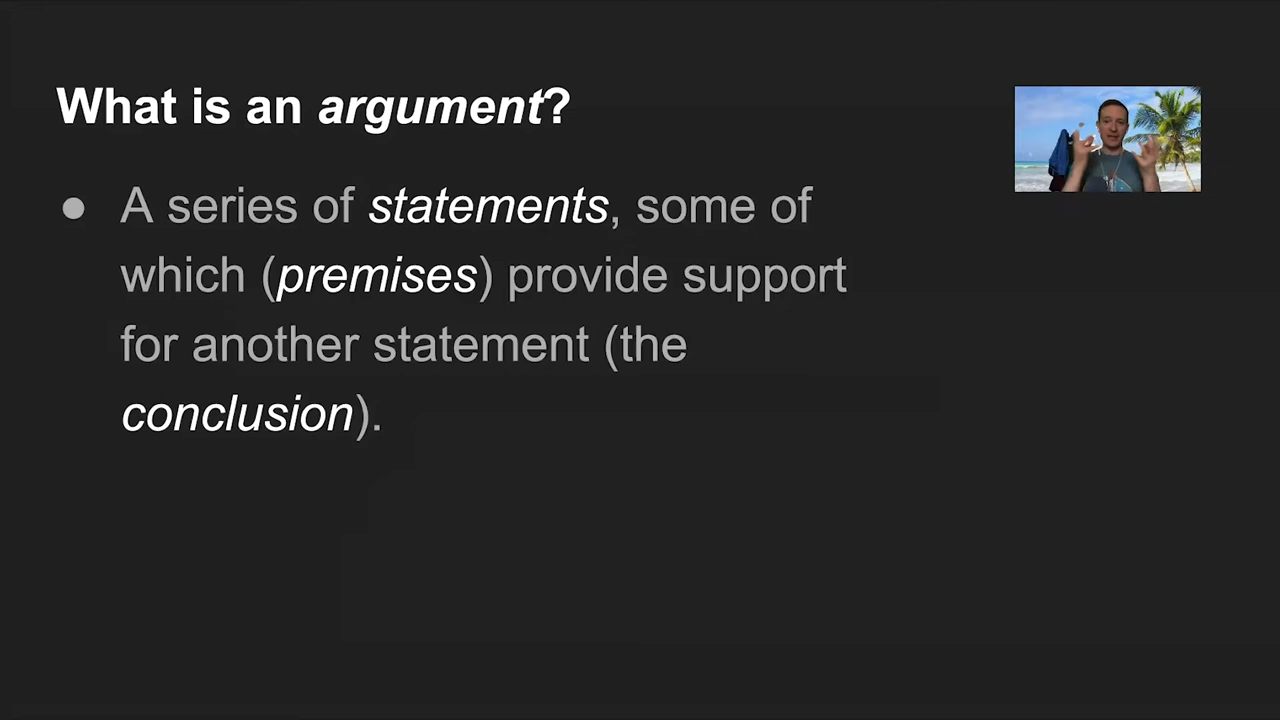 What is an argument?
● A series of statements, some of
which (premises) provide support
for another statement (the
conclusion).